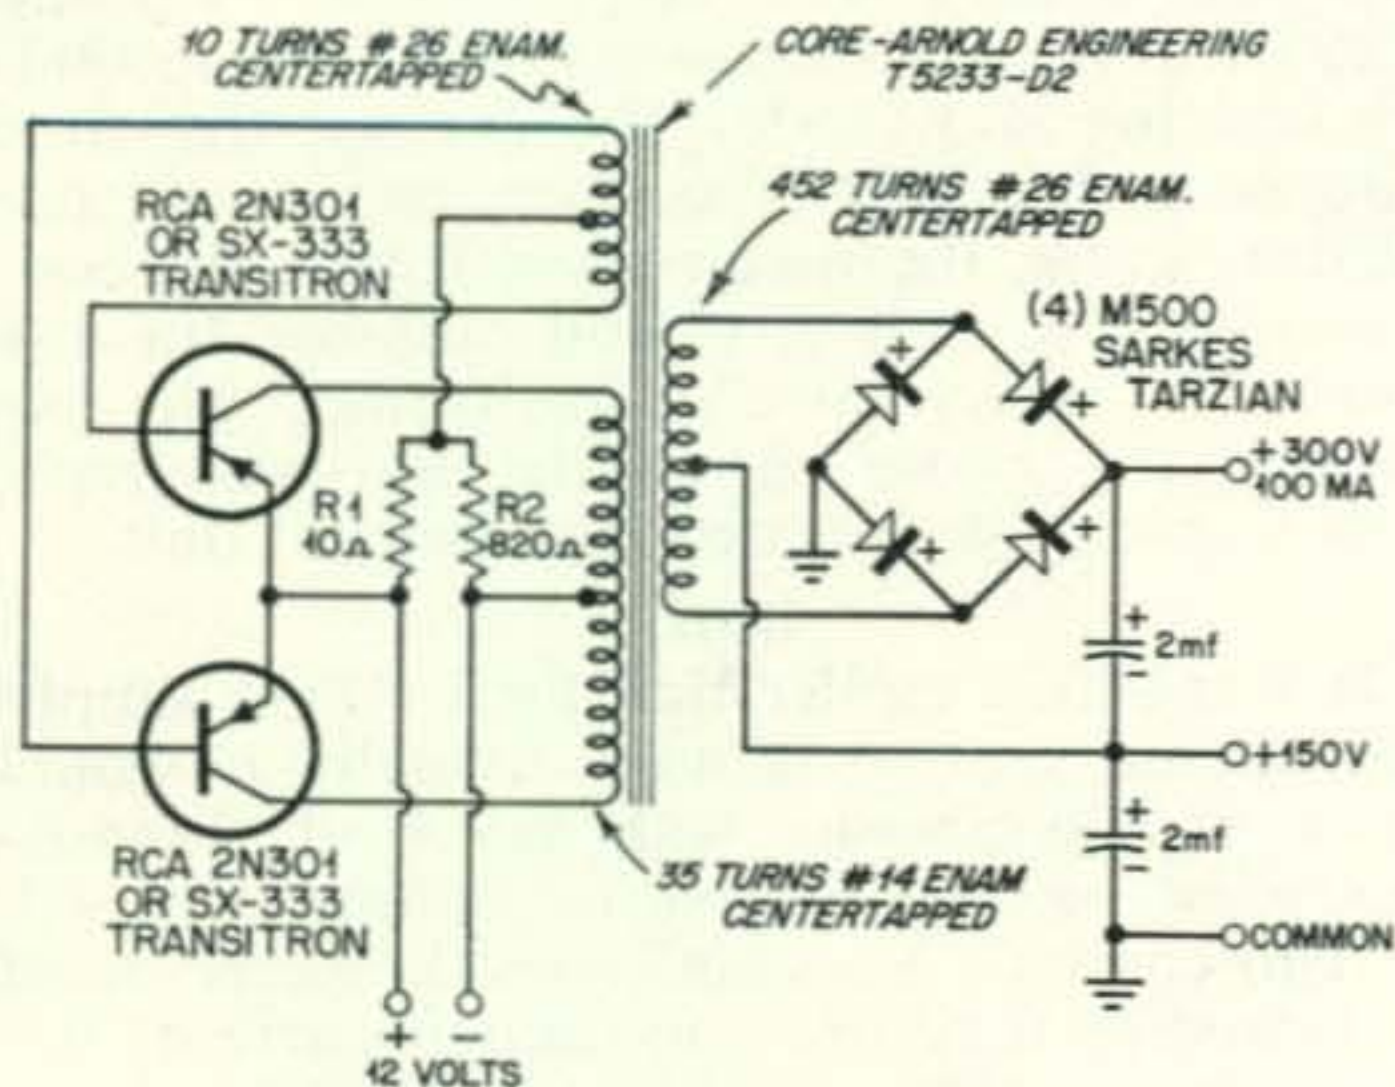 10 TURNS #26 ENAM.
CENTERTAPPED
CORE-ARNOLD ENGINEERING
T5233-D2
RCA 2N301
OR SX-333
TRANSITRON
452 TURNS #26 ENAM.
CENTERTAPPED
(4) M500
SARKES
TARZIAN
+
+
+
+
+300V
100 MA
R1
10Ω
R2
820Ω
+
2mf
-
+150V
+
2mf
-
COMMON
RCA 2N301
OR SX-333
TRANSITRON
35 TURNS #14 ENAM
CENTERTAPPED
+ -
12 VOLTS